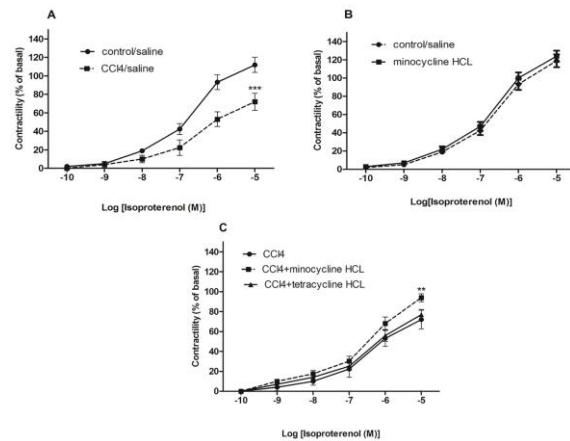 A
control/saline
CCl4/saline
Contractility (% of basal)
140
120
100
80
60
40
20
0
***
-10 -9 -8 -7 -6 -5
Log [Isoproterenol (M)]
B
control/saline
minocycline HCL
Contractility (% of basal)
140
120
100
80
60
40
20
0
-10 -9 -8 -7 -6 -5
Log[Isoproterenol (M)]
C
CCl4
CCl4+minocycline HCL
CCl4+tetracycline HCL
Contractility (% of basal)
140
120
100
80
60
40
20
0
**
-10 -9 -8 -7 -6 -5
Log [Isoproterenol (M)]